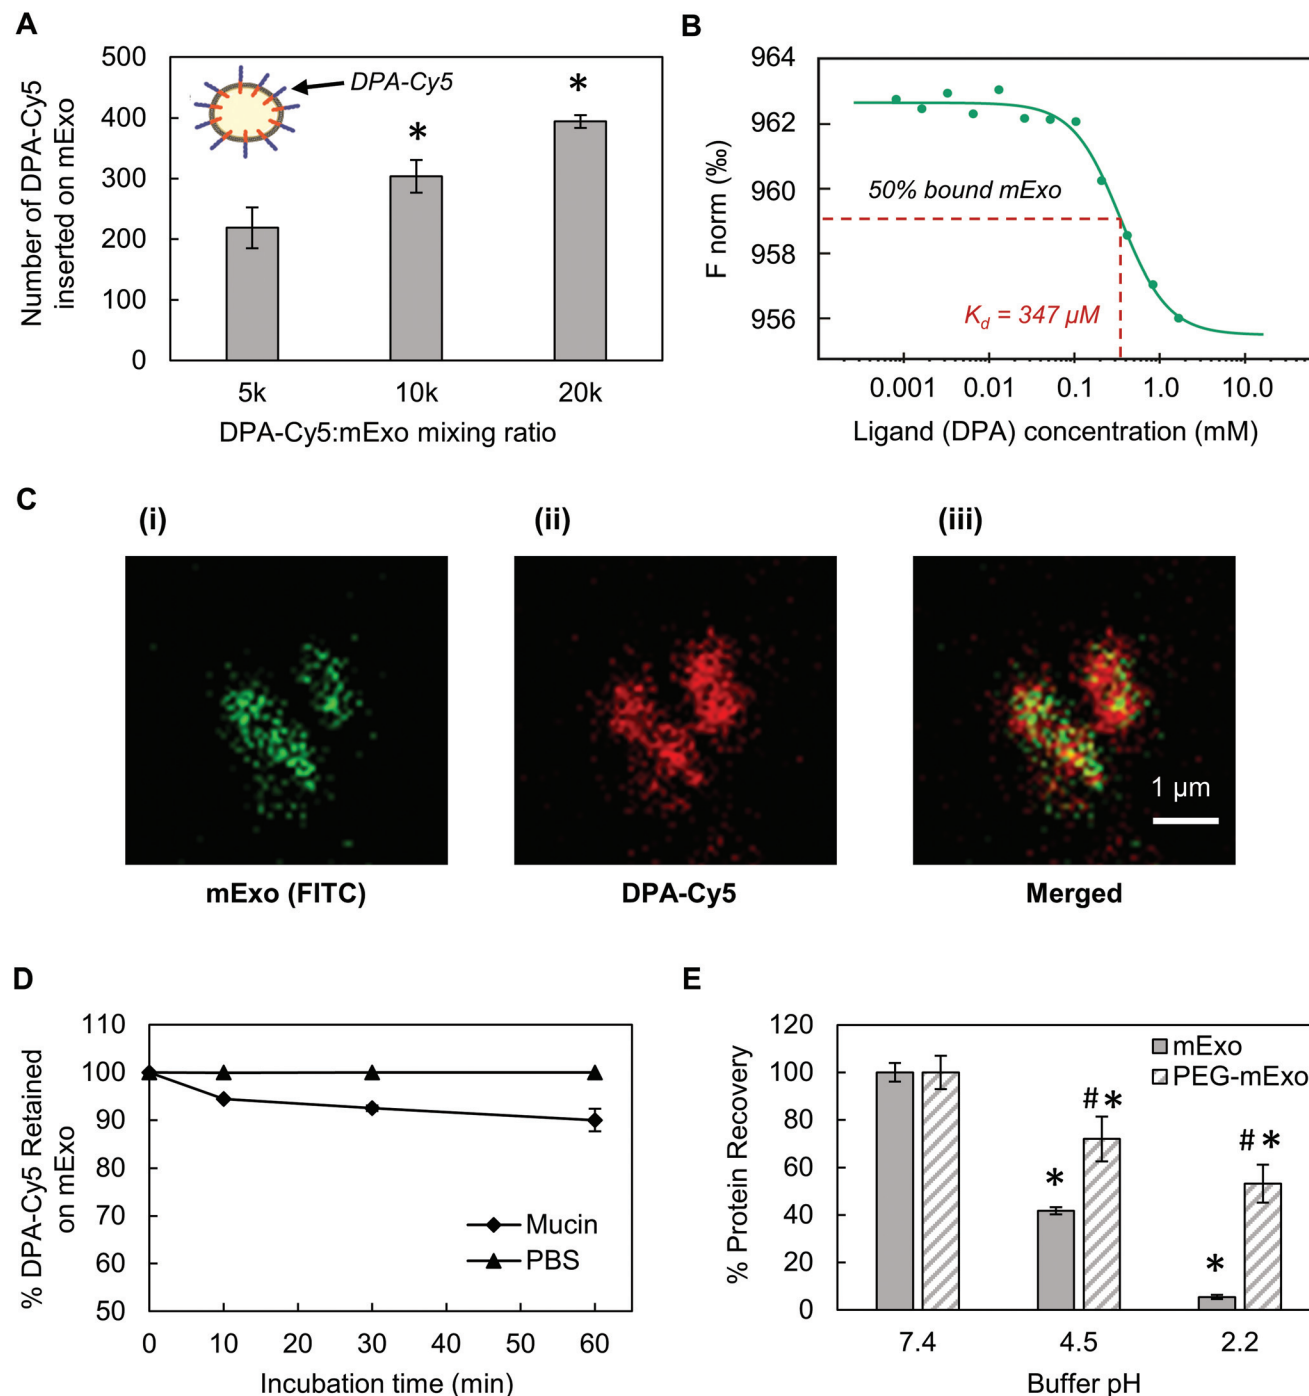 A
Number of DPA-Cy5
inserted on mExo
500
400
300
200
100
0
DPA-Cy5
*
*
5k
10k
20k
DPA-Cy5:mExo mixing ratio
B
F norm (‰)
964
962
960
958
956
50% bound mExo
Kd = 347 µM
0.001
0.01
0.1
1.0
10.0
Ligand (DPA) concentration (mM)
C
(i)
(ii)
(iii)
1 µm
mExo (FITC)
DPA-Cy5
Merged
D
% DPA-Cy5 Retained
on mExo
110
100
90
80
70
60
50
Mucin
PBS
0
10
20
30
40
50
60
Incubation time (min)
E
% Protein Recovery
120
100
80
60
40
20
0
mExo
PEG-mExo
*
#*
*
#*
7.4
4.5
2.2
Buffer pH